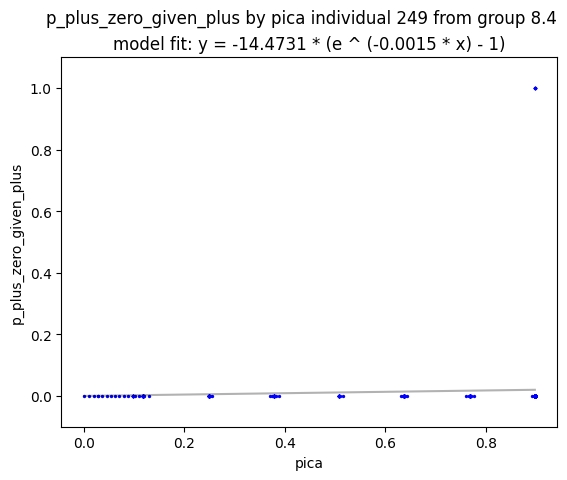 p_plus_zero_given_plus by pica individual 249 from group 8.4
model fit: y = -14.4731 * (e ^ (-0.0015 * x) - 1)
1.0
0.8
0.6
0.4
0.2
0.0
p_plus_zero_given_plus
0.0 0.2 0.4 0.6 0.8
pica